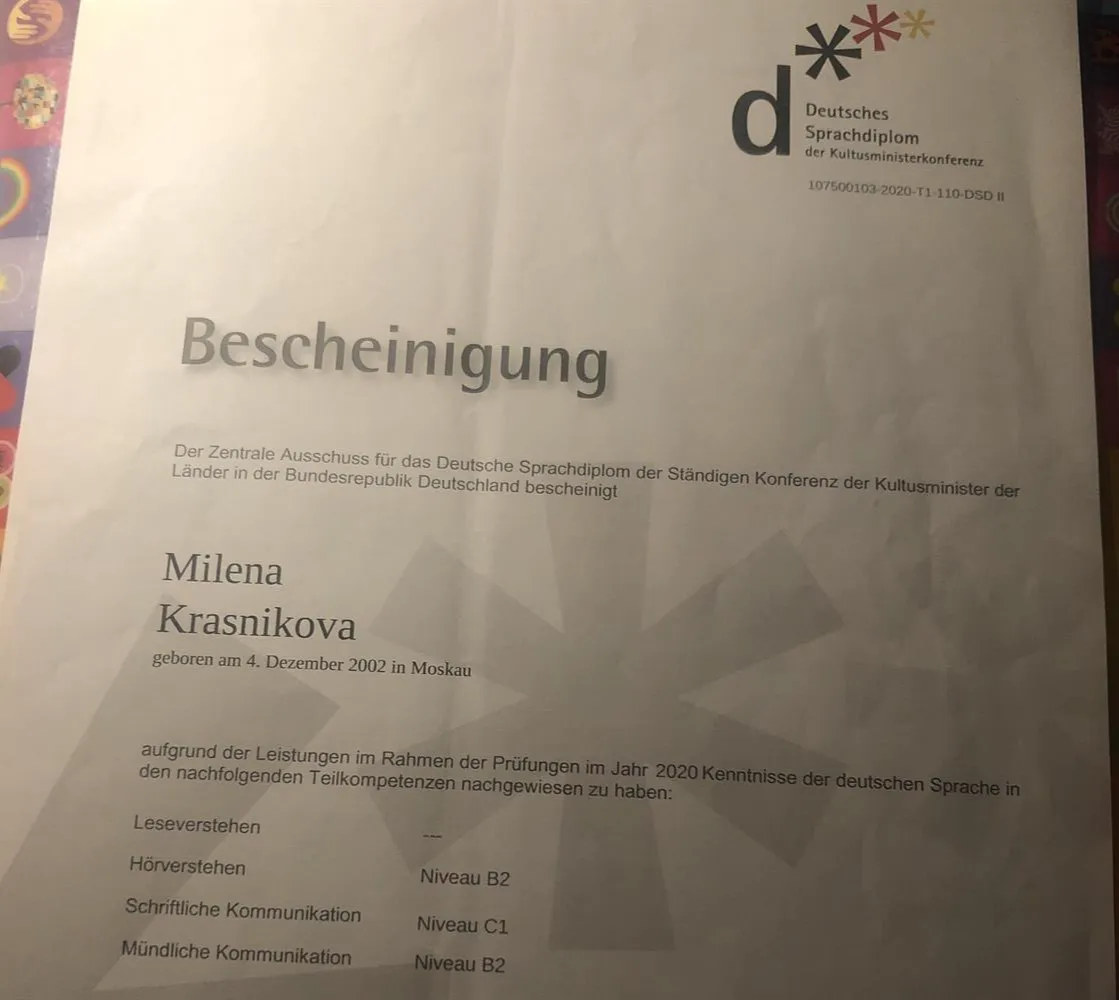 d
Deutsches
Sprachdiplom
der Kultusministerkonferenz
107500103-2020-T1-110-DSD II
Bescheinigung
Der Zentrale Ausschuss für das Deutsche Sprachdiplom der Ständigen Konferenz der Kultusminister der
Länder in der Bundesrepublik Deutschland bescheinigt
Milena
Krasnikova
geboren am 4. Dezember 2002 in Moskau
aufgrund der Leistungen im Rahmen der Prüfungen im Jahr 2020 Kenntnisse der deutschen Sprache in
den nachfolgenden Teilkompetenzen nachgewiesen zu haben:
Leseverstehen ---
Hörverstehen Niveau B2
Schriftliche Kommunikation Niveau C1
Mündliche Kommunikation Niveau B2